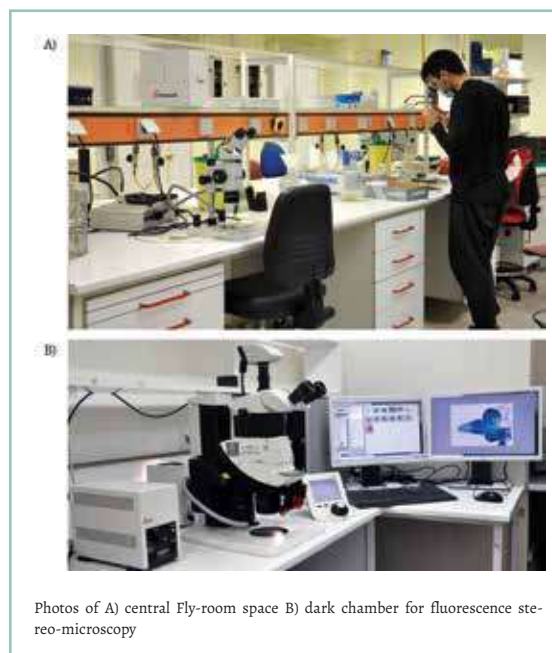 A)
B)
Photos of A) central Fly-room space B) dark chamber for fluorescence ste-
reo-microscopy